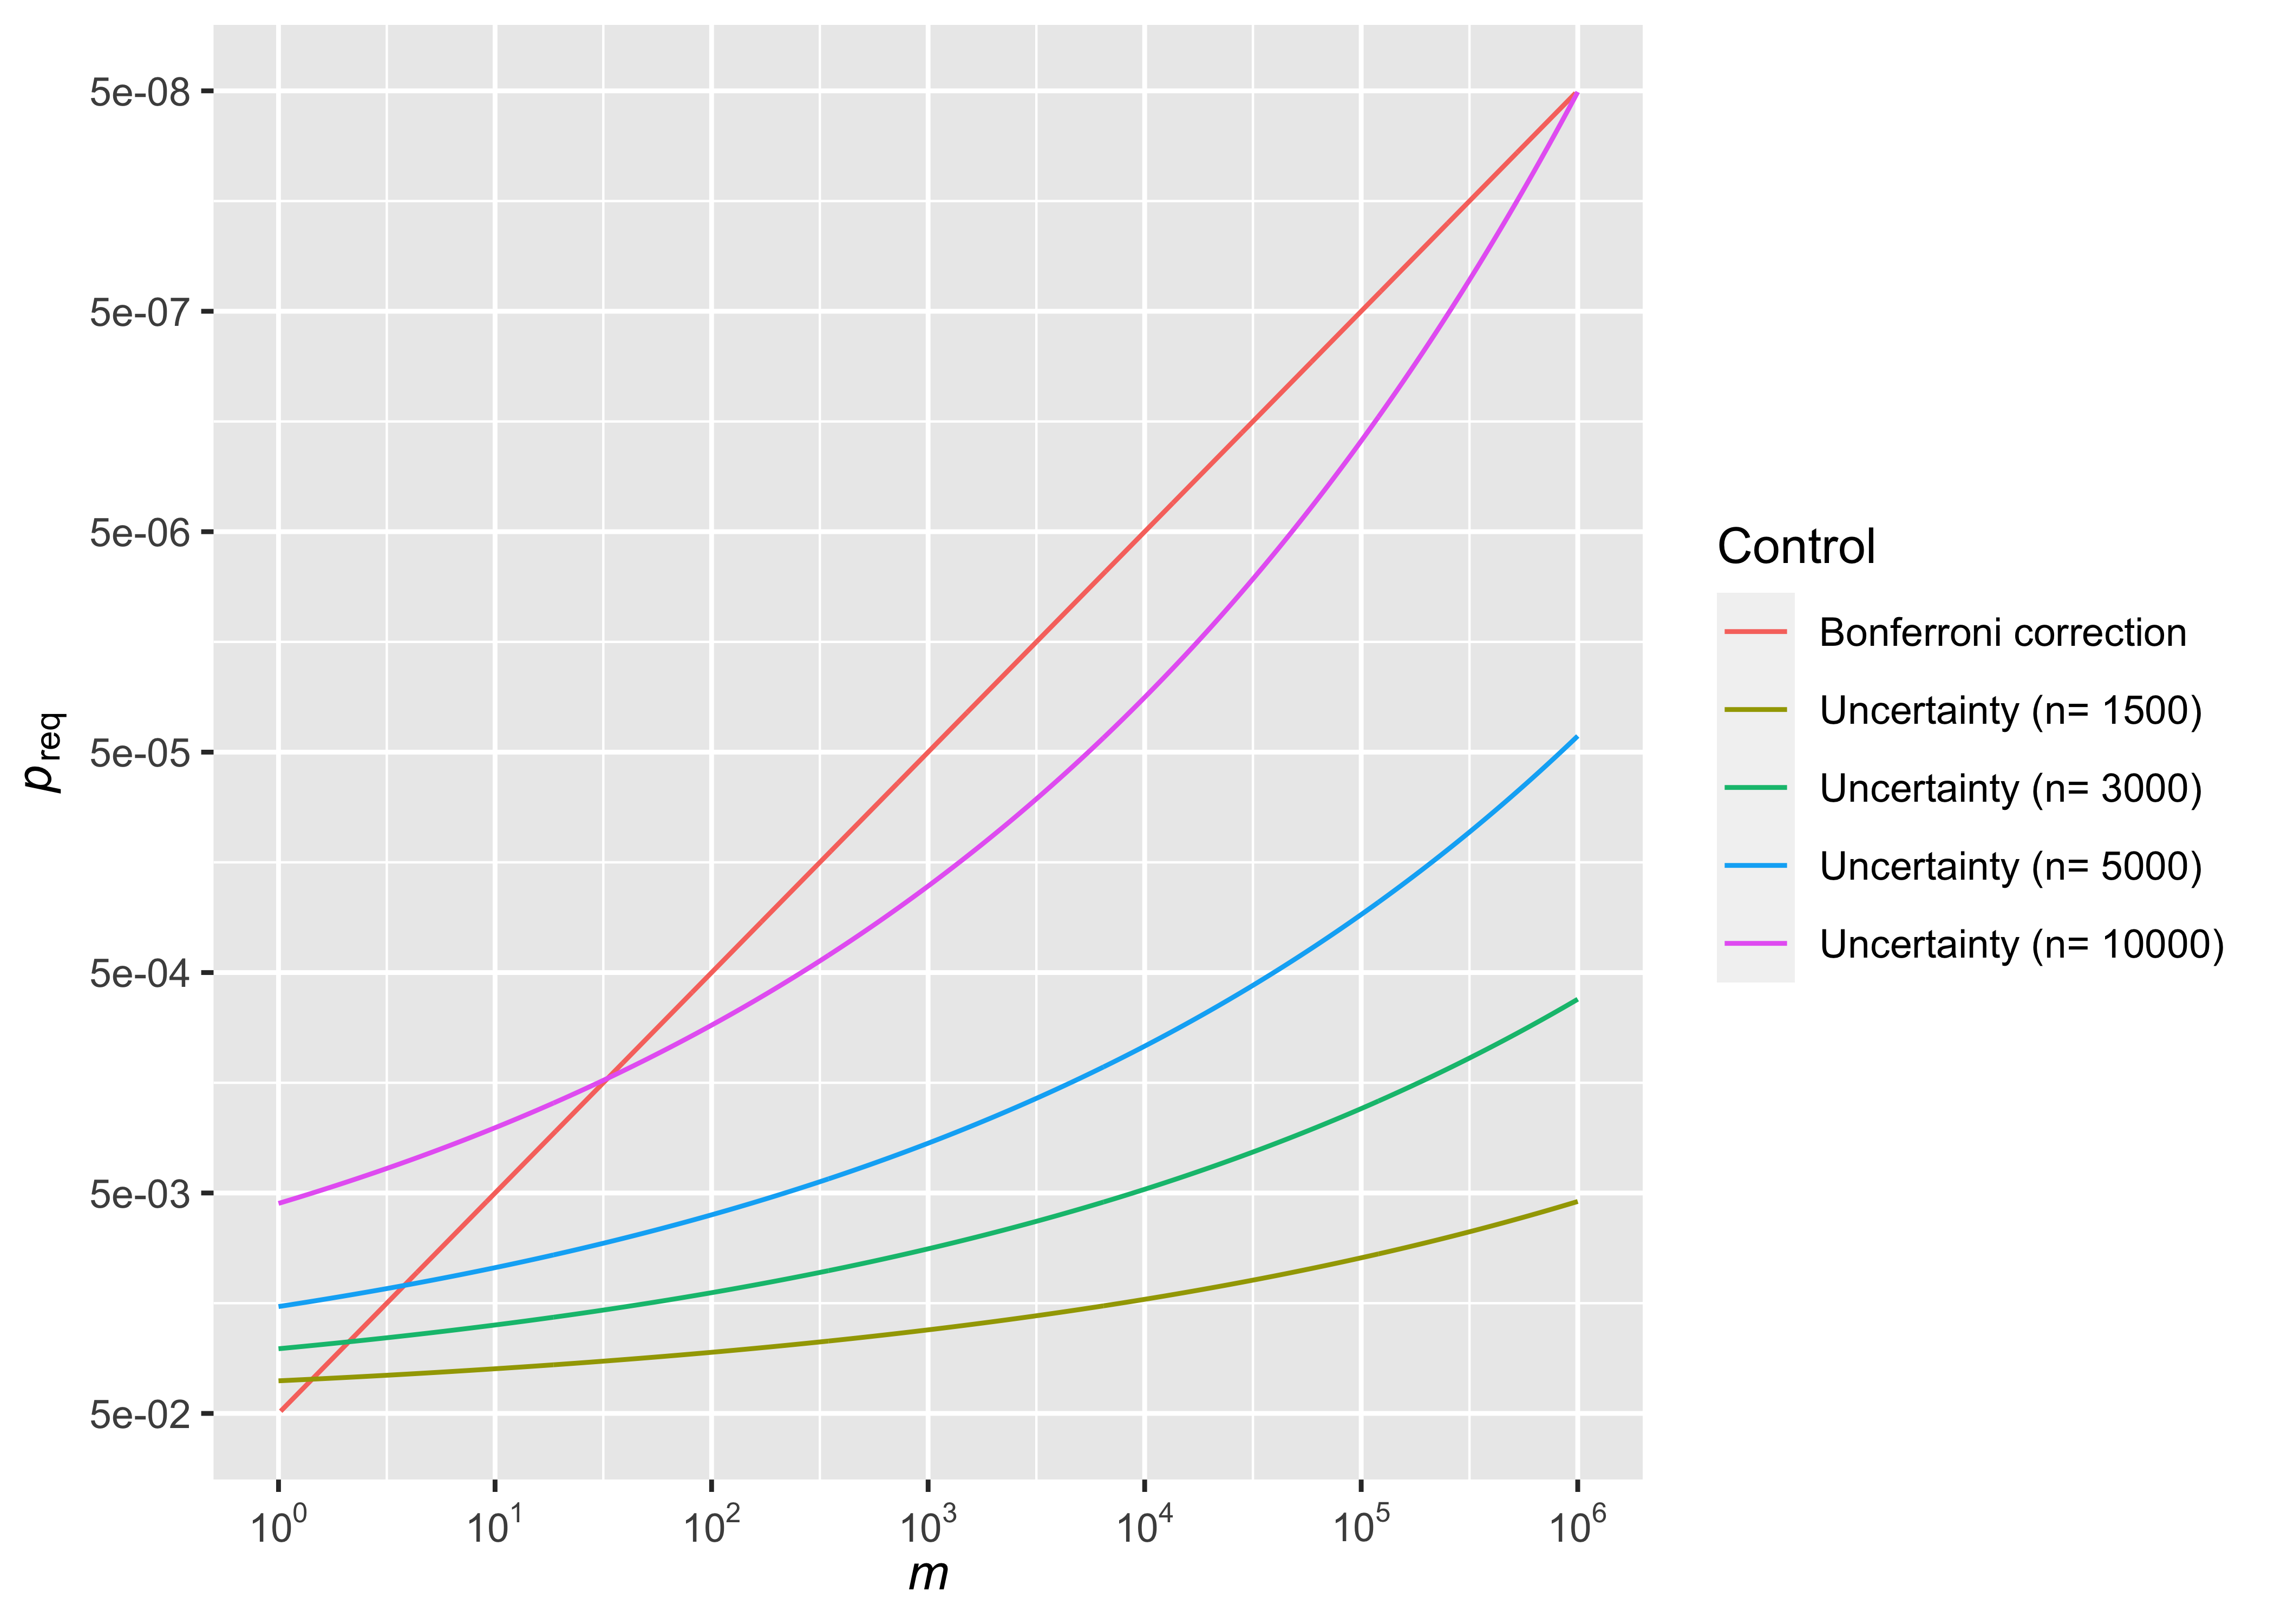 5e-08
5e-07
5e-06
5e-05
5e-04
5e-03
5e-02
p req
10^0 10^1 10^2 10^3 10^4 10^5 10^6
m
Control
Bonferroni correction
Uncertainty (n= 1500)
Uncertainty (n= 3000)
Uncertainty (n= 5000)
Uncertainty (n= 10000)